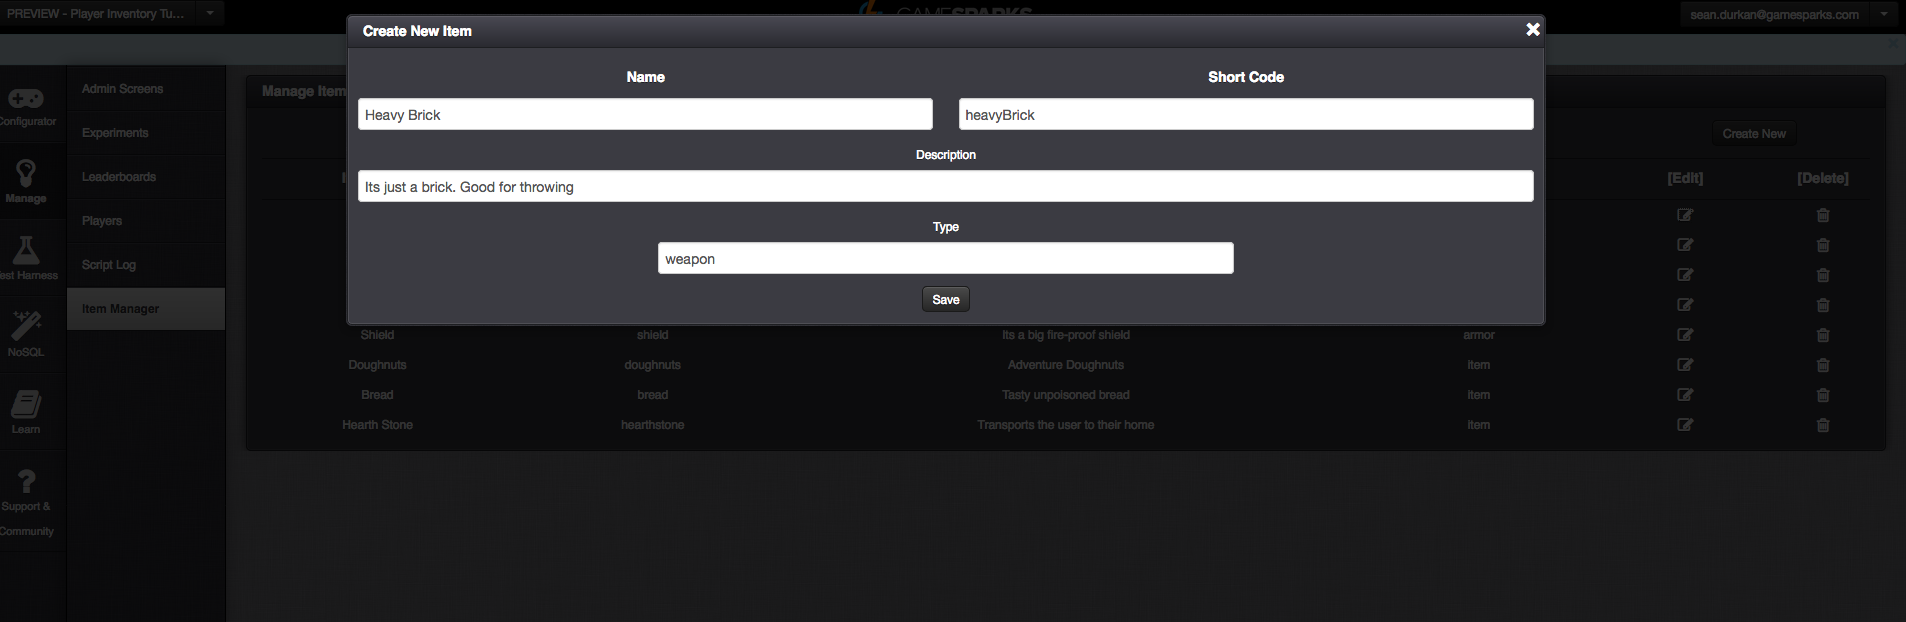 PREVIEW - Player Inventory Tu...
GAMESPARKS
sean.durkan@gamesparks.com
Create New Item
Name
Short Code
Heavy Brick
heavyBrick
Description
Its just a brick. Good for throwing
Type
weapon
Save
Configurator
Manage
Test Harness
NoSQL
Learn
Support &
Community
Admin Screens
Experiments
Leaderboards
Players
Script Log
Item Manager
Manage Item
Create New
[Edit] [Delete]
Shield shield Its a big fire-proof shield armor
Doughnuts doughnuts Adventure Doughnuts item
Bread bread Tasty unpoisoned bread item
Hearth Stone hearthstone Transports the user to their home item